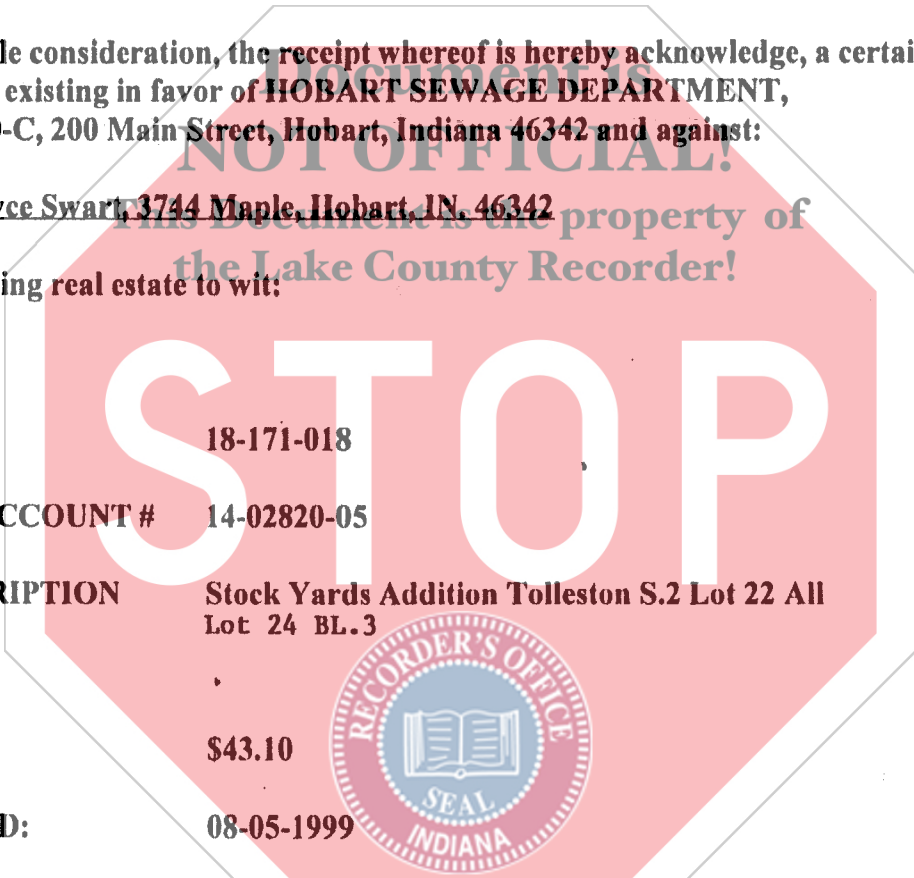 le consideration, the receipt whereof is hereby acknowledge, a certai
Document is
existing in favor of HOBART SEWAGE DEPARTMENT,
-C, 200 Main Street, Hobart, Indiana 46342 and against:
NOT OFFICIAL!
ce Swart, 3744 Maple, Hobart, IN. 46342
This Document is the property of
the Lake County Recorder!
ing real estate to wit:
STOP
18-171-018
CCOUNT # 14-02820-05
RIPTION Stock Yards Addition Tolleston S.2 Lot 22 All
Lot 24 BL.3
$43.10
D: 08-05-1999
RECORDER'S OFFICE
SEAL
INDIANA